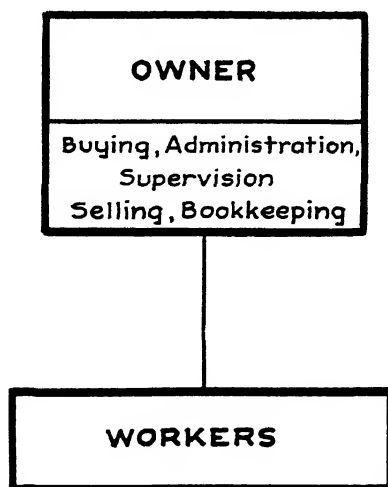 OWNER
Buying, Administration,
Supervision
Selling, Bookkeeping
WORKERS